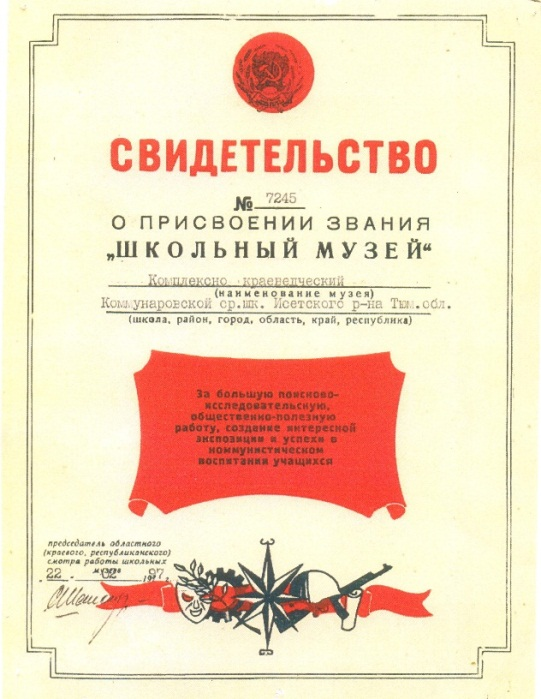 СВИДЕТЕЛЬСТВО
№ 7245
О ПРИСВОЕНИИ ЗВАНИЯ
„ШКОЛЬНЫЙ МУЗЕЙ“
Комплексно краеведческий
(наименование музея)
Коммунаровской ср.шк. Исетского р-на Тюм.обл.
(школа, район, город, область, край, республика)
За большую поисково-
исследовательскую,
общественно-полезную
работу, создание интересной
экспозиции и успехи в
коммунистическом
воспитании учащихся
председатель областного
(краевого, республиканского)
смотра работы школьных
музеев
22. 02 1997.